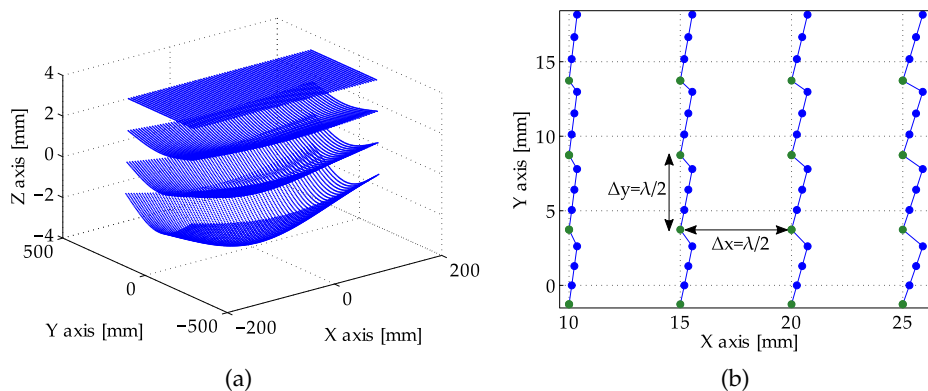 4
2
0
−2
−4
Z axis [mm]
500
0
−500
Y axis [mm]
−200
0
200
X axis [mm]
(a)
15
10
5
0
Y axis [mm]
Δy=λ/2
Δx=λ/2
10
15
20
25
X axis [mm]
(b)